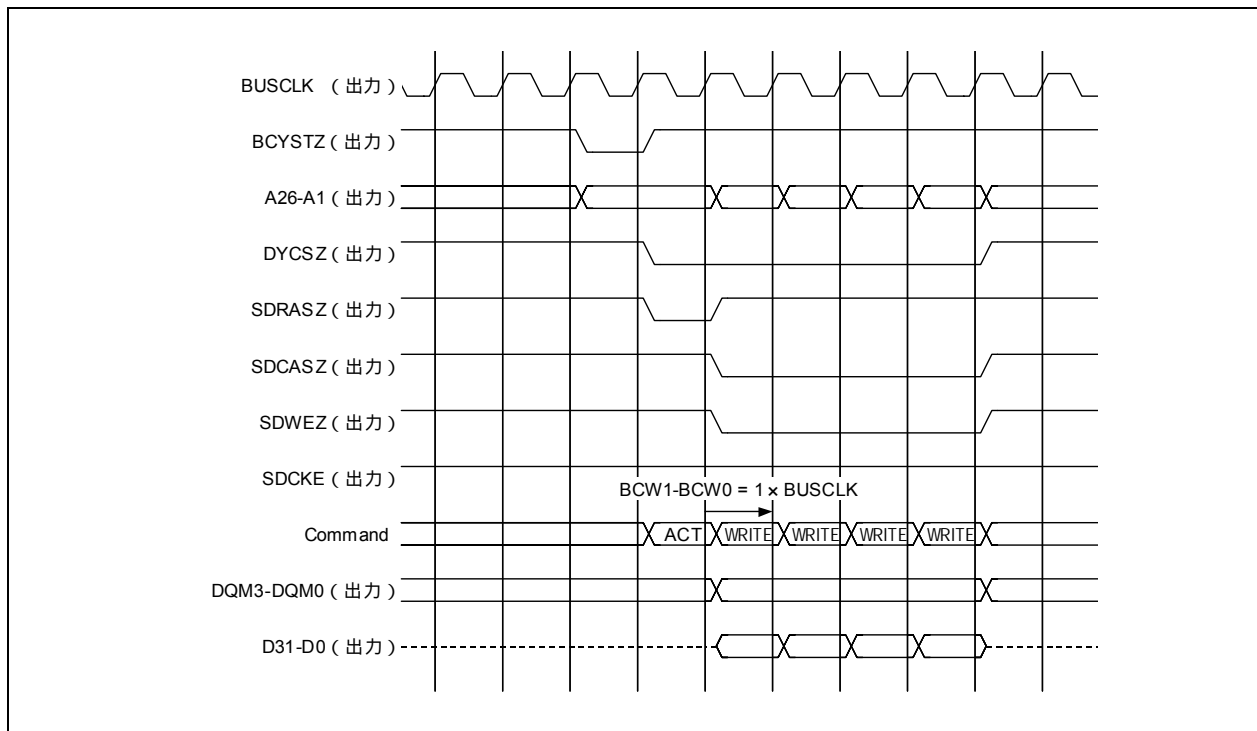 BUSCLK （出力）
BCYSTZ（出力）
A26-A1（出力）
DYCSZ（出力）
SDRASZ（出力）
SDCASZ（出力）
SDWEZ（出力）
SDCKE（出力）
BCW1-BCW0 = 1 × BUSCLK
Command ACT WRITE WRITE WRITE WRITE
DQM3-DQM0（出力）
D31-D0（出力）